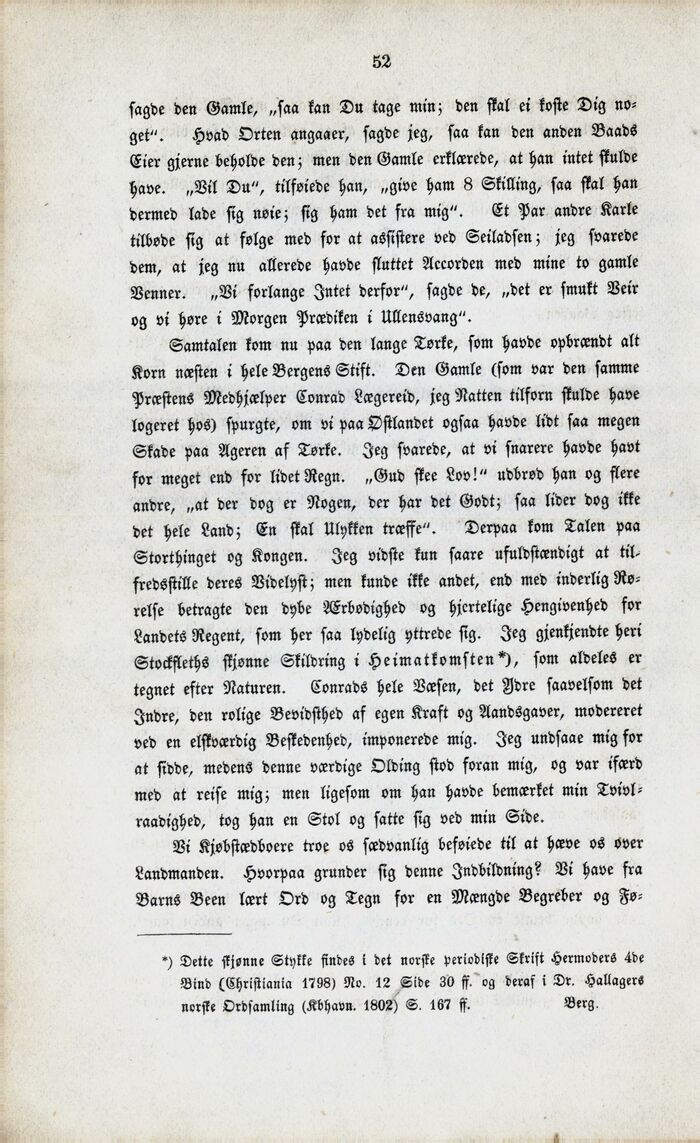 52
sagde den Gamle, „saa kan Du tage min; den skal ei koste Dig no-
get“. Hvad Orten angaaer, sagde jeg, saa kan den anden Baads
Eier gjerne beholde den; men den Gamle erklærede, at han intet skulde
have. „Vil Du“, tilføiede han, „give ham 8 Skilling, saa skal han
dermed lade sig nøie; sig ham det fra mig“. Et Par andre Karle
tilbøde sig at følge med for at assistere ved Seiladsen; jeg svarede
dem, at jeg nu allerede havde sluttet Accorden med mine to gamle
Venner. „Vi forlange Intet derfor“, sagde de, „det er smukt Veir
og vi høre i Morgen Prædiken i Ullensvang“.
Samtalen kom nu paa den lange Tørke, som havde opbrændt alt
Korn næsten i hele Bergens Stift. Den Gamle (som var den samme
Præstens Medhjælper Conrad Lægereid, jeg Natten tilforn skulde have
logeret hos) spurgte, om vi paa Østlandet ogsaa havde lidt saa megen
Skade paa Ageren af Tørke. Jeg svarede, at vi snarere havde havt
for meget end for lidet Regn. „Gud skee Lov!“ udbrød han og flere
andre, „at der dog er Nogen, der har det Godt; saa lider dog ikke
det hele Land; En skal Ulykken træffe“. Derpaa kom Talen paa
Storthinget og Kongen. Jeg vidste kun saare ufuldstændigt at til-
fredsstille deres Videlyst; men kunde ikke andet, end med inderlig Rø-
relse betragte den dybe Ærbødighed og hjertelige Hengivenhed for
Landets Regent, som her saa lydelig yttrede sig. Jeg gjenkjendte heri
Stockfleths skjønne Skildring i Heimatkomsten*), som aldeles er
tegnet efter Naturen. Conrads hele Væsen, det Ydre saavelsom det
Indre, den rolige Bevidsthed af egen Kraft og Aandsgaver, modereret
ved en elskværdig Beskedenhed, imponerede mig. Jeg undsaae mig for
at sidde, medens denne værdige Olding stod foran mig, og var ifærd
med at reise mig; men ligesom om han havde bemærket min Tvivl-
raadighed, tog han en Stol og satte sig ved min Side.
Vi Kjøbstædboere troe os sædvanlig beføiede til at hæve os over
Landmanden. Hvorpaa grunder sig denne Indbildning? Vi have fra
Barns Been lært Ord og Tegn for en Mængde Begreber og Fø-
*) Dette skjønne Stykke findes i det norske periodiske Skrift Hermoders 4de
Bind (Christiania 1798) No. 12 Side 30 ff. og deraf i Dr. Hallagers
norske Ordsamling (Kbhavn. 1802) S. 167 ff. Berg.